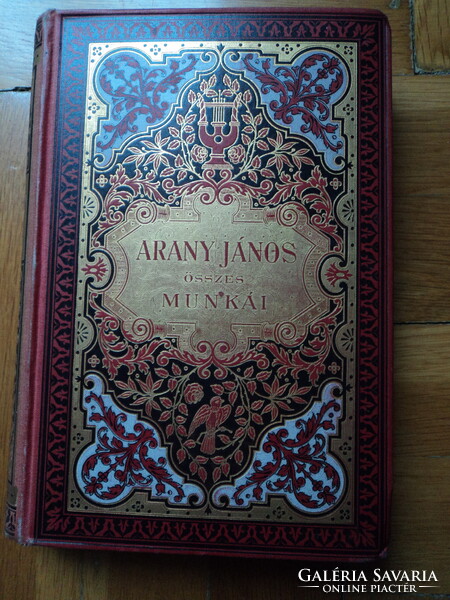 ARANY JÁNOS
ÖSSZES
MUNKÁI
GALÉRIA SAVARIA
ONLINE PIACTÉR